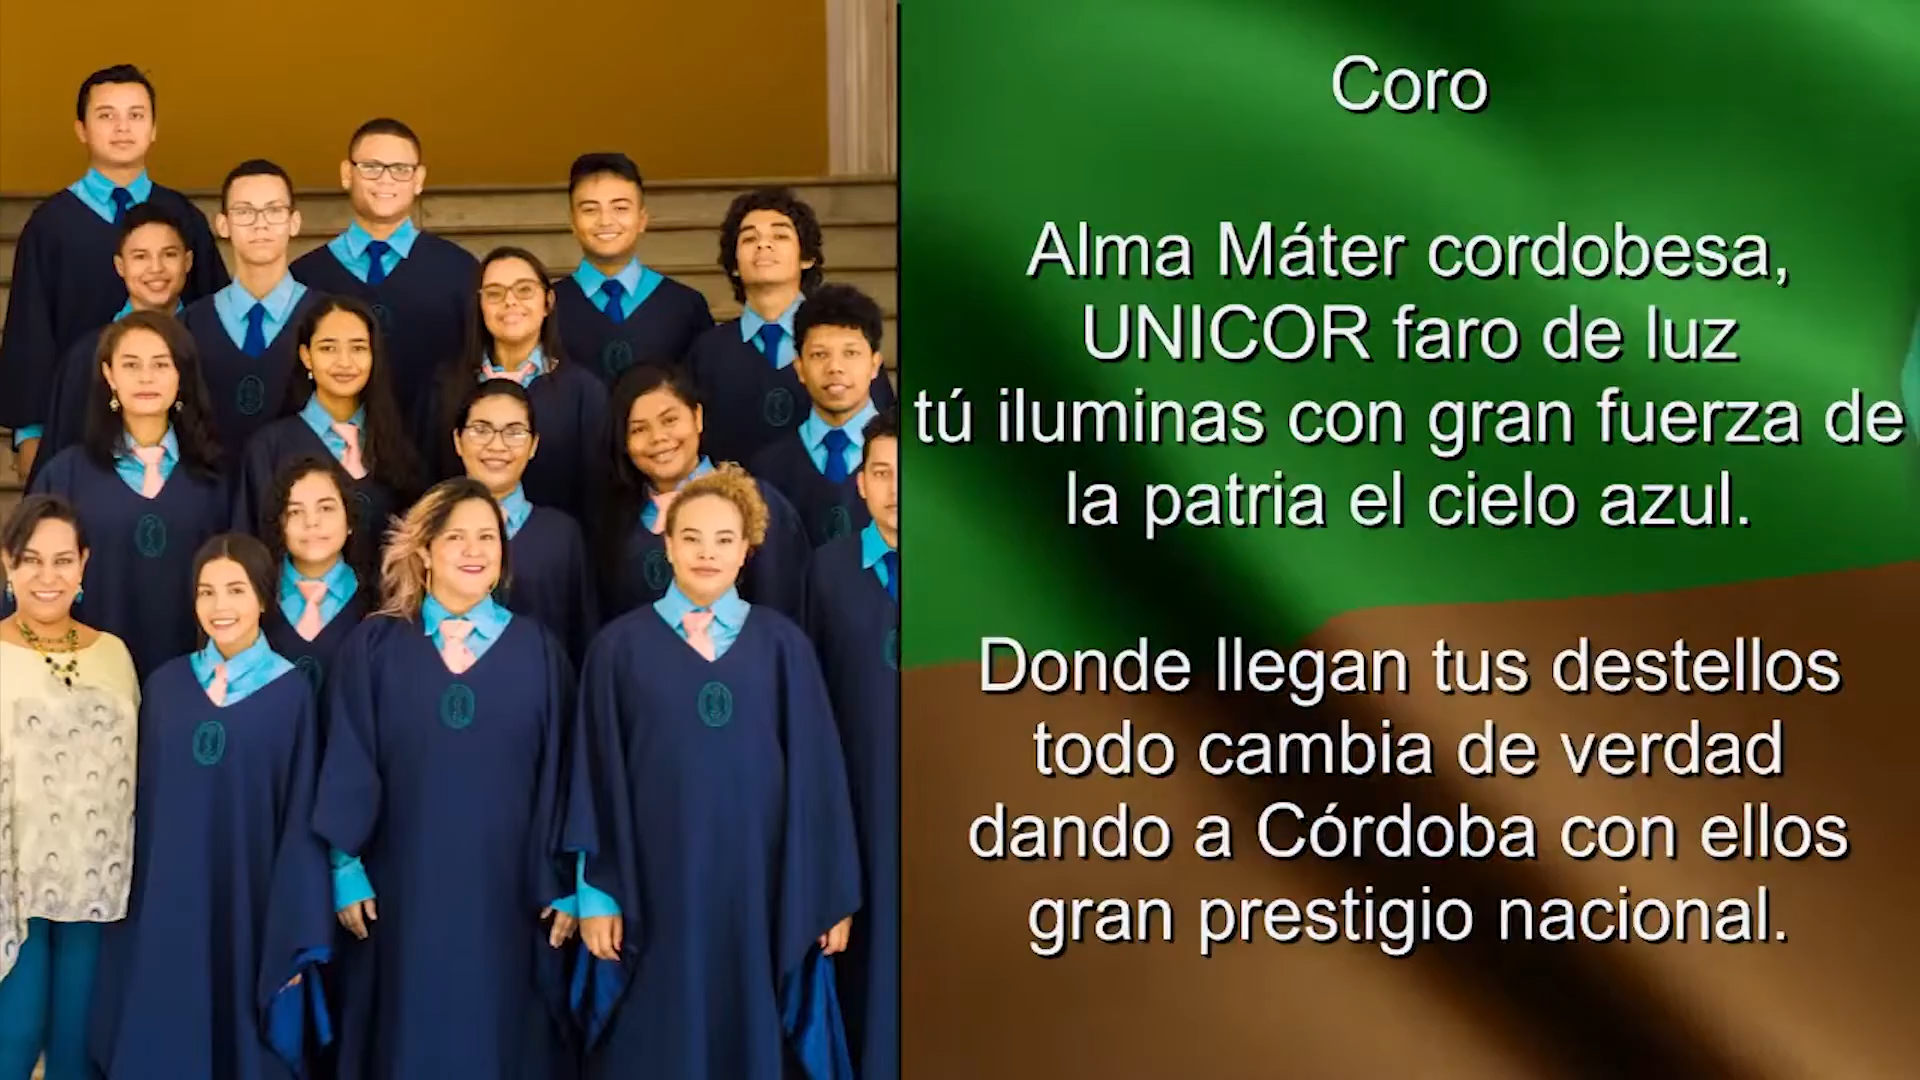 Coro
Alma Máter cordobesa,
UNICOR faro de luz
tú iluminas con gran fuerza de
la patria el cielo azul.
Donde llegan tus destellos
todo cambia de verdad
dando a Córdoba con ellos
gran prestigio nacional.